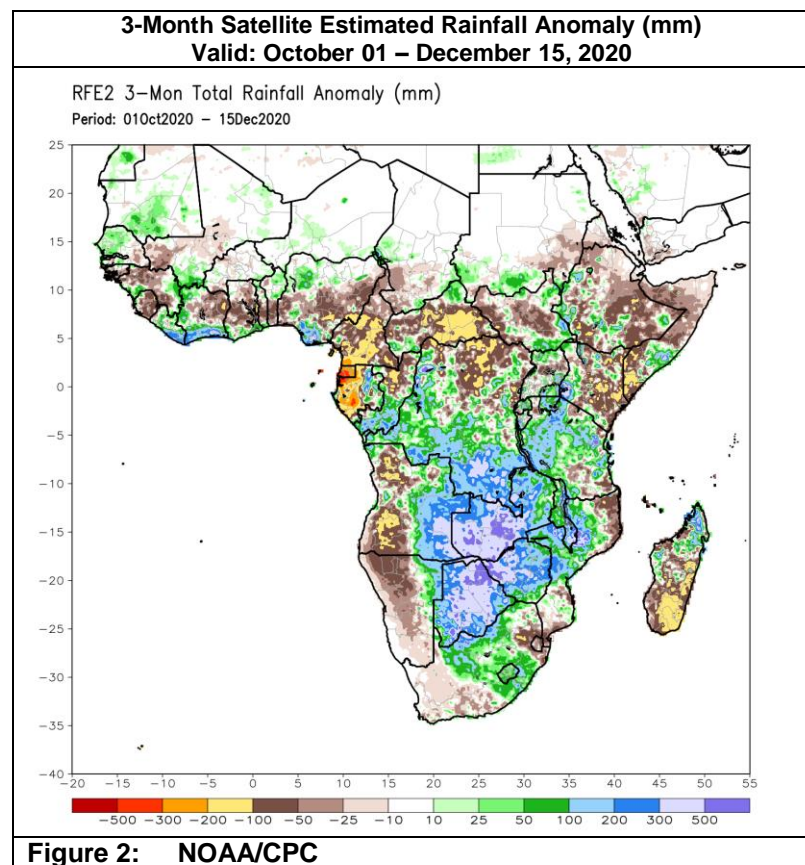 3-Month Satellite Estimated Rainfall Anomaly (mm)
Valid: October 01 – December 15, 2020
RFE2 3-Mon Total Rainfall Anomaly (mm)
Period: 01Oct2020 – 15Dec2020
25
20
15
10
5
0
−5
−10
−15
−20
−25
−30
−35
−40
−20 −15 −10 −5 0 5 10 15 20 25 30 35 40 45 50 55
−500 −300 −200 −100 −50 −25 −10 10 25 50 100 200 300 500
Figure 2: NOAA/CPC